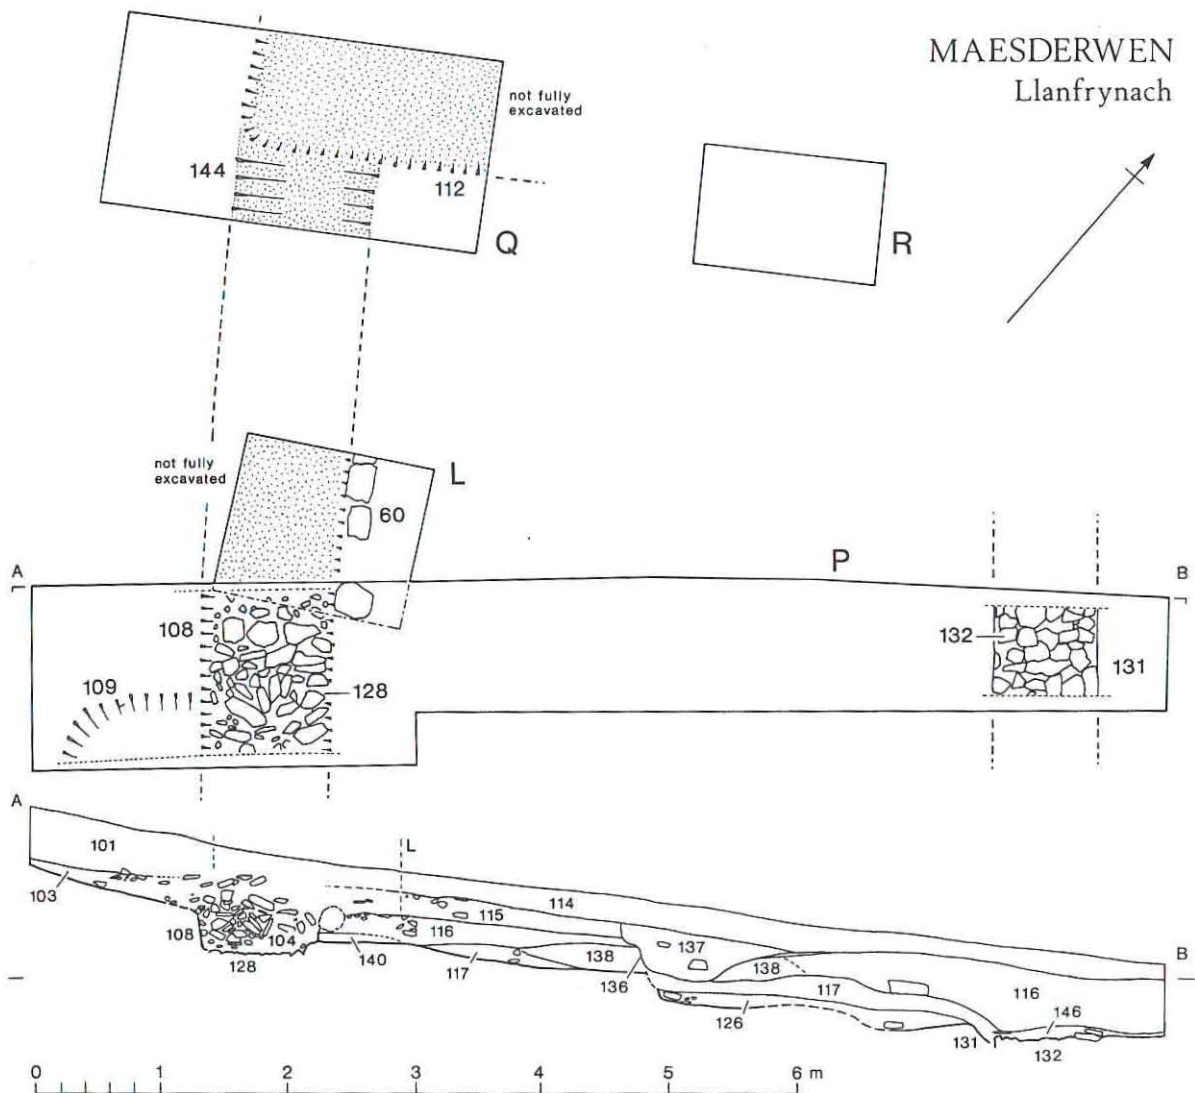 MAESDERWEN
Llanfrynach
not fully
excavated
144
112
Q
R
not fully
excavated
L
60
A
P
B
108
132
131
109
128
A
101
L
103
114
115
108
104
116
137
138
B
128
140
117
138
136
117
116
126
146
131
132
0 1 2 3 4 5 6 m